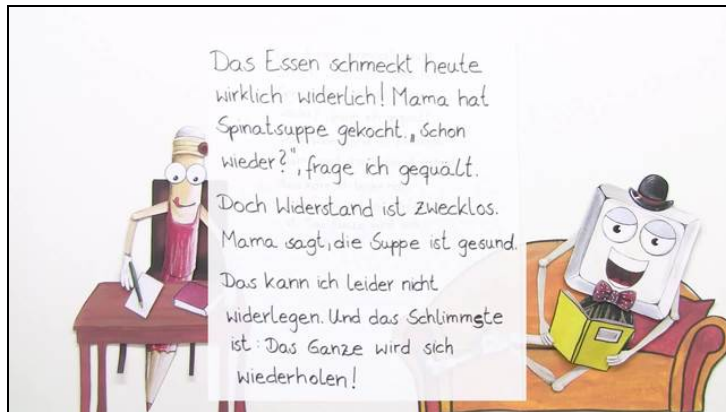 Das Essen schmeckt heute
wirklich widerlich! Mama hat
Spinatsuppe gekocht. „Schon
wieder?", frage ich gequält.
Doch Widerstand ist zwecklos.
Mama sagt, die Suppe ist gesund.
Das kann ich leider nicht
widerlegen. Und das Schlimmste
ist: Das Ganze wird sich
wiederholen!